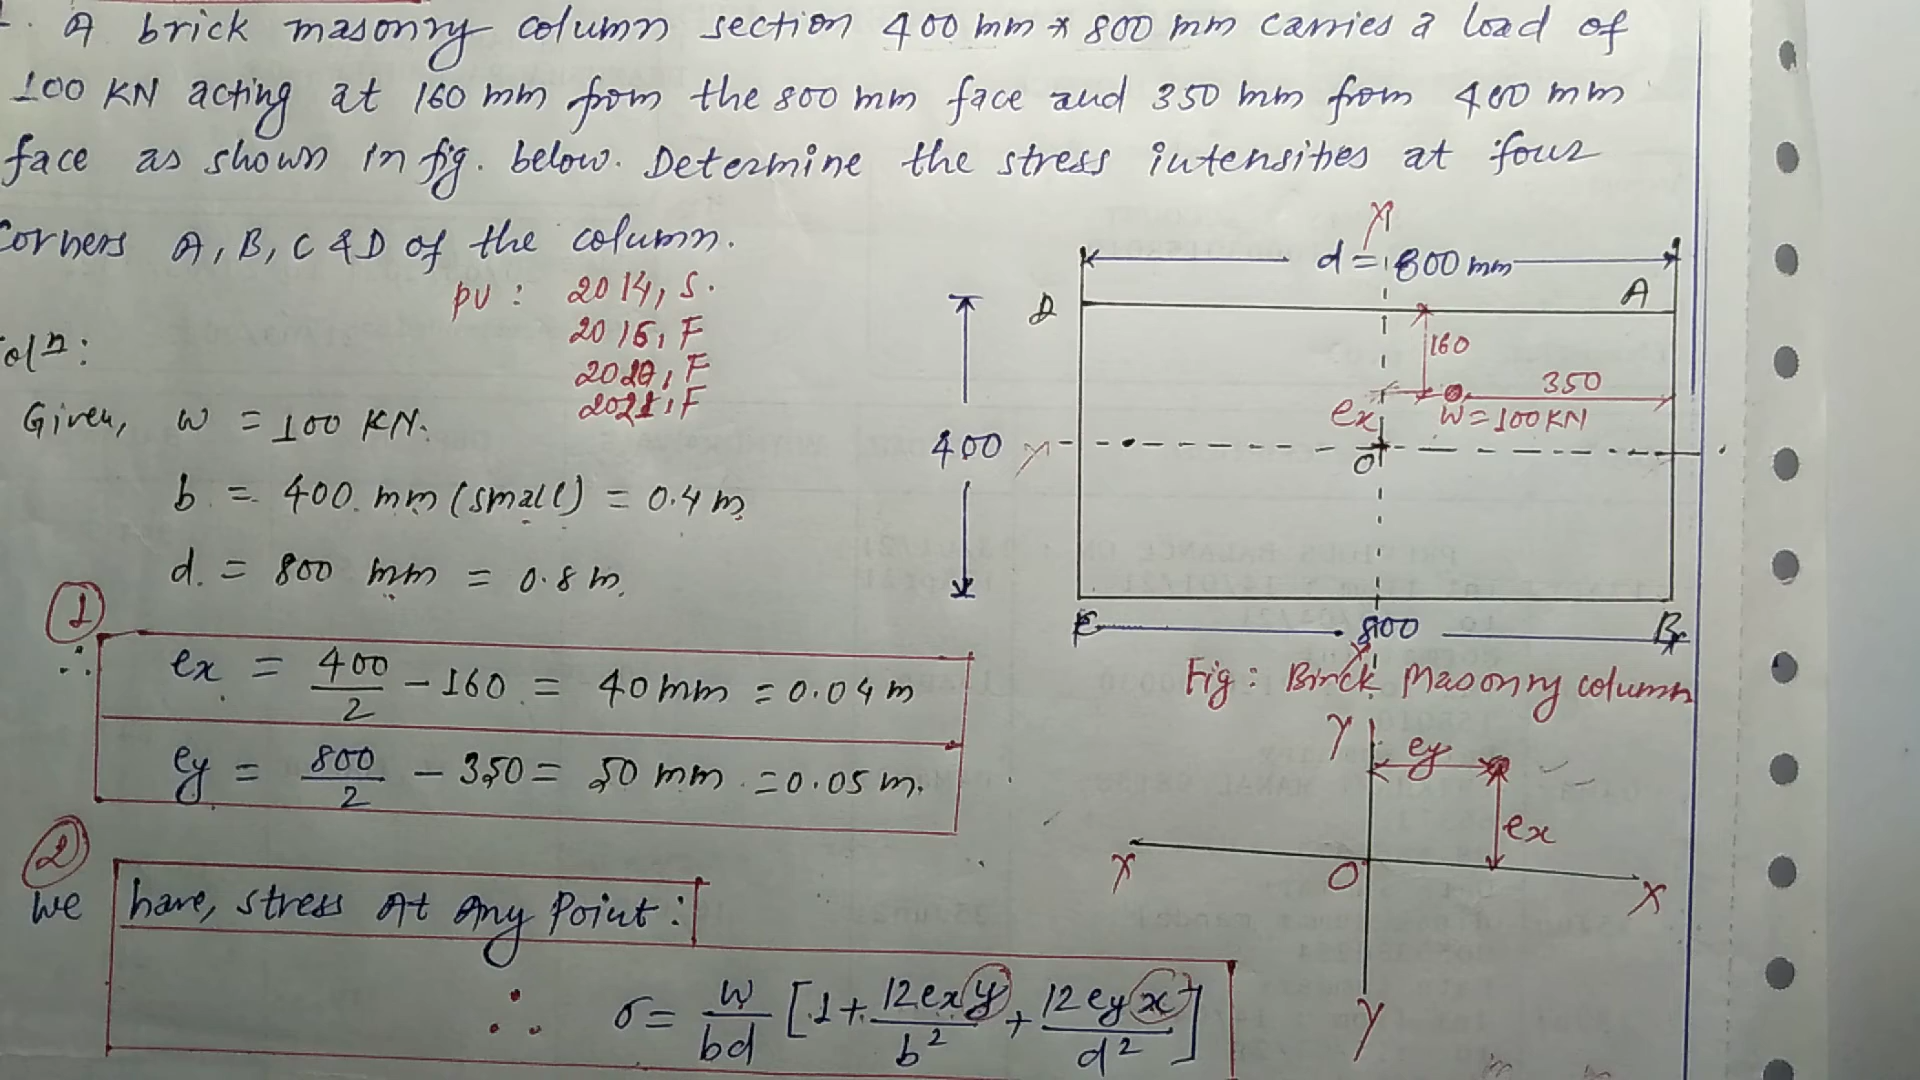 A brick masonry column section 400 mm x 800 mm carries a load of
100 KN acting at 160 mm from the 800 mm face and 350 mm from 400 mm
face as shown in fig. below. Determine the stress intensities at four
corners A, B, C & D of the column.
PU : 2014, S.
2015, F
2020, F
2021, F
Solⁿ:
Given, W = 100 KN.
b = 400 mm (small) = 0.4 m
d = 800 mm = 0.8 m.
Y
d = 800 mm
D A
160
350
ex W = 100 KN
400 X
O
C 800 B
Y
Fig : Brick Masonry column
1
∴ ex = 400/2 - 160 = 40 mm = 0.04 m
ey = 800/2 - 350 = 50 mm = 0.05 m.
Y ey
ex
X O X
Y
2
We have, stress At Any Point :
∴ σ = W/bd [1 + 12 ex y/b² + 12 ey x/d²]